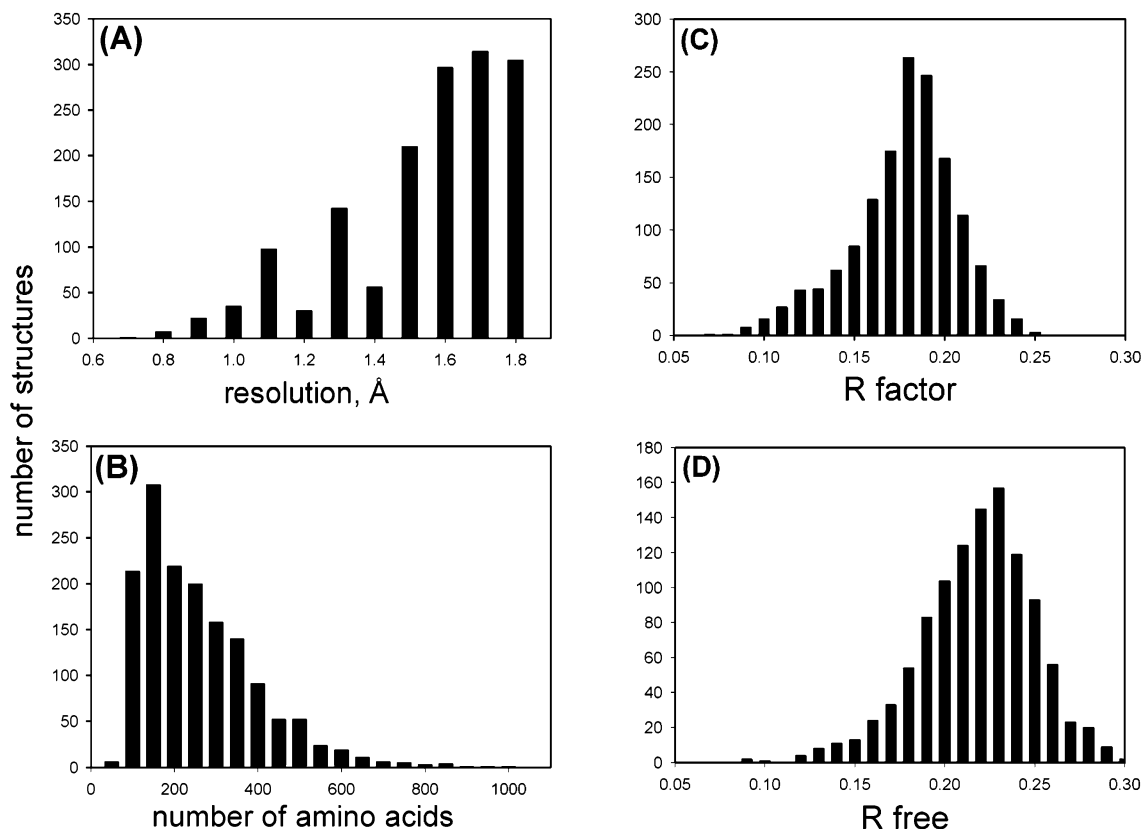 number of structures
(A)
350
300
250
200
150
100
50
0
0.6 0.8 1.0 1.2 1.4 1.6 1.8
resolution, Å
(B)
350
300
250
200
150
100
50
0
0 200 400 600 800 1000
number of amino acids
(C)
300
250
200
150
100
50
0
0.05 0.10 0.15 0.20 0.25 0.30
R factor
(D)
180
160
140
120
100
80
60
40
20
0
0.05 0.10 0.15 0.20 0.25 0.30
R free